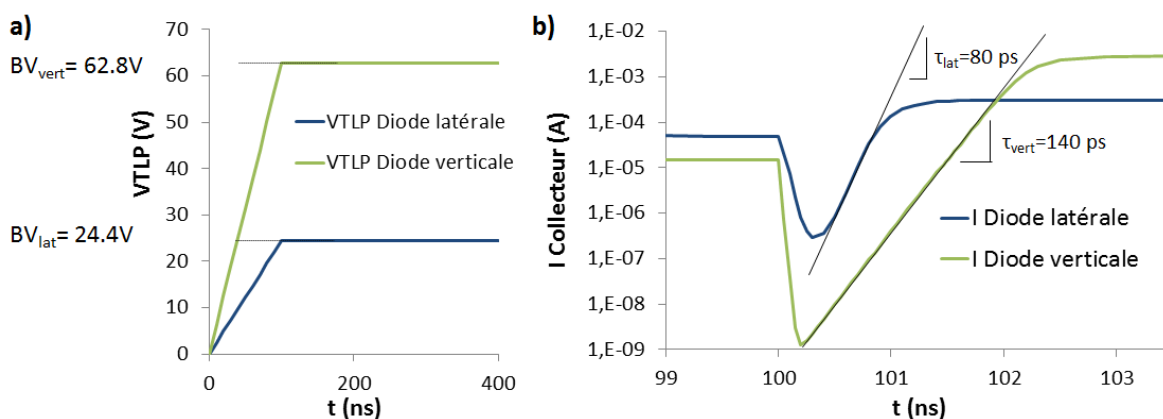 a)
BVvert= 62.8V
BVlat= 24.4V
VTLP (V)
70
60
50
40
30
20
10
0
VTLP Diode latérale
VTLP Diode verticale
0
200
400
t (ns)
b)
I Collecteur (A)
1,E-02
1,E-03
1,E-04
1,E-05
1,E-06
1,E-07
1,E-08
1,E-09
τlat=80 ps
τvert=140 ps
I Diode latérale
I Diode verticale
99
100
101
102
103
t (ns)